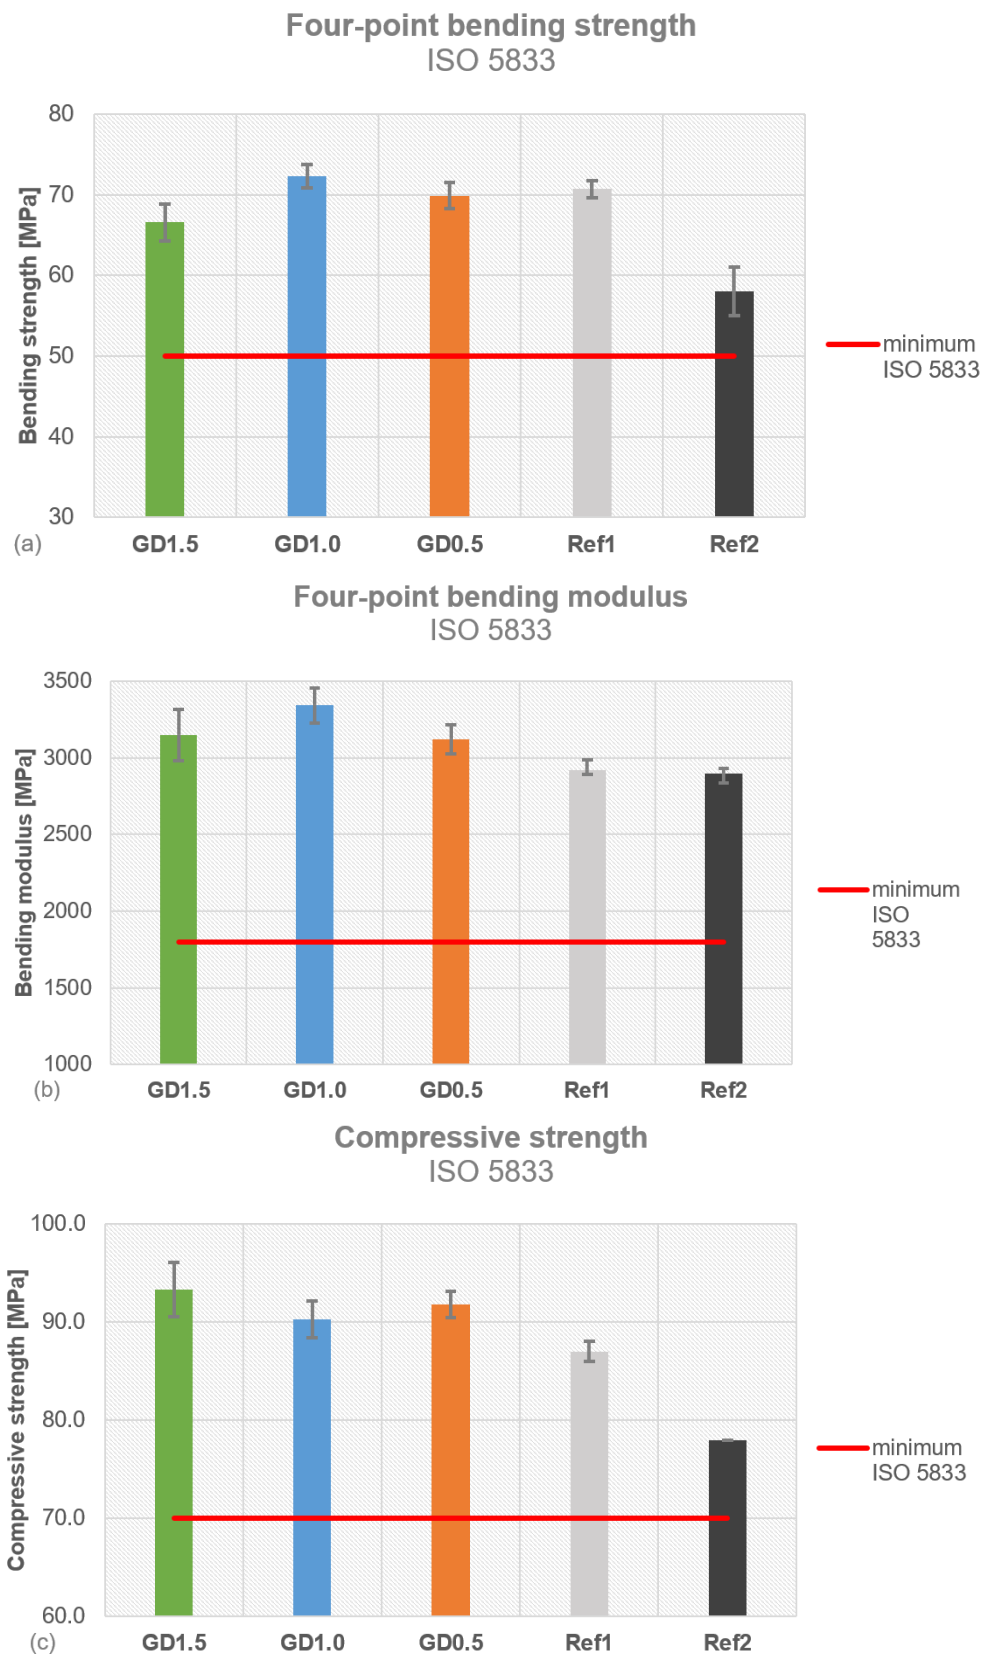 Four-point bending strength
ISO 5833
80
70
60
50
40
30
Bending strength [MPa]
minimum
ISO 5833
(a)
GD1.5 GD1.0 GD0.5 Ref1 Ref2
Four-point bending modulus
ISO 5833
3500
3000
2500
2000
1500
1000
Bending modulus [MPa]
minimum
ISO
5833
(b)
GD1.5 GD1.0 GD0.5 Ref1 Ref2
Compressive strength
ISO 5833
100.0
90.0
80.0
70.0
60.0
Compressive strength [MPa]
minimum
ISO 5833
(c)
GD1.5 GD1.0 GD0.5 Ref1 Ref2